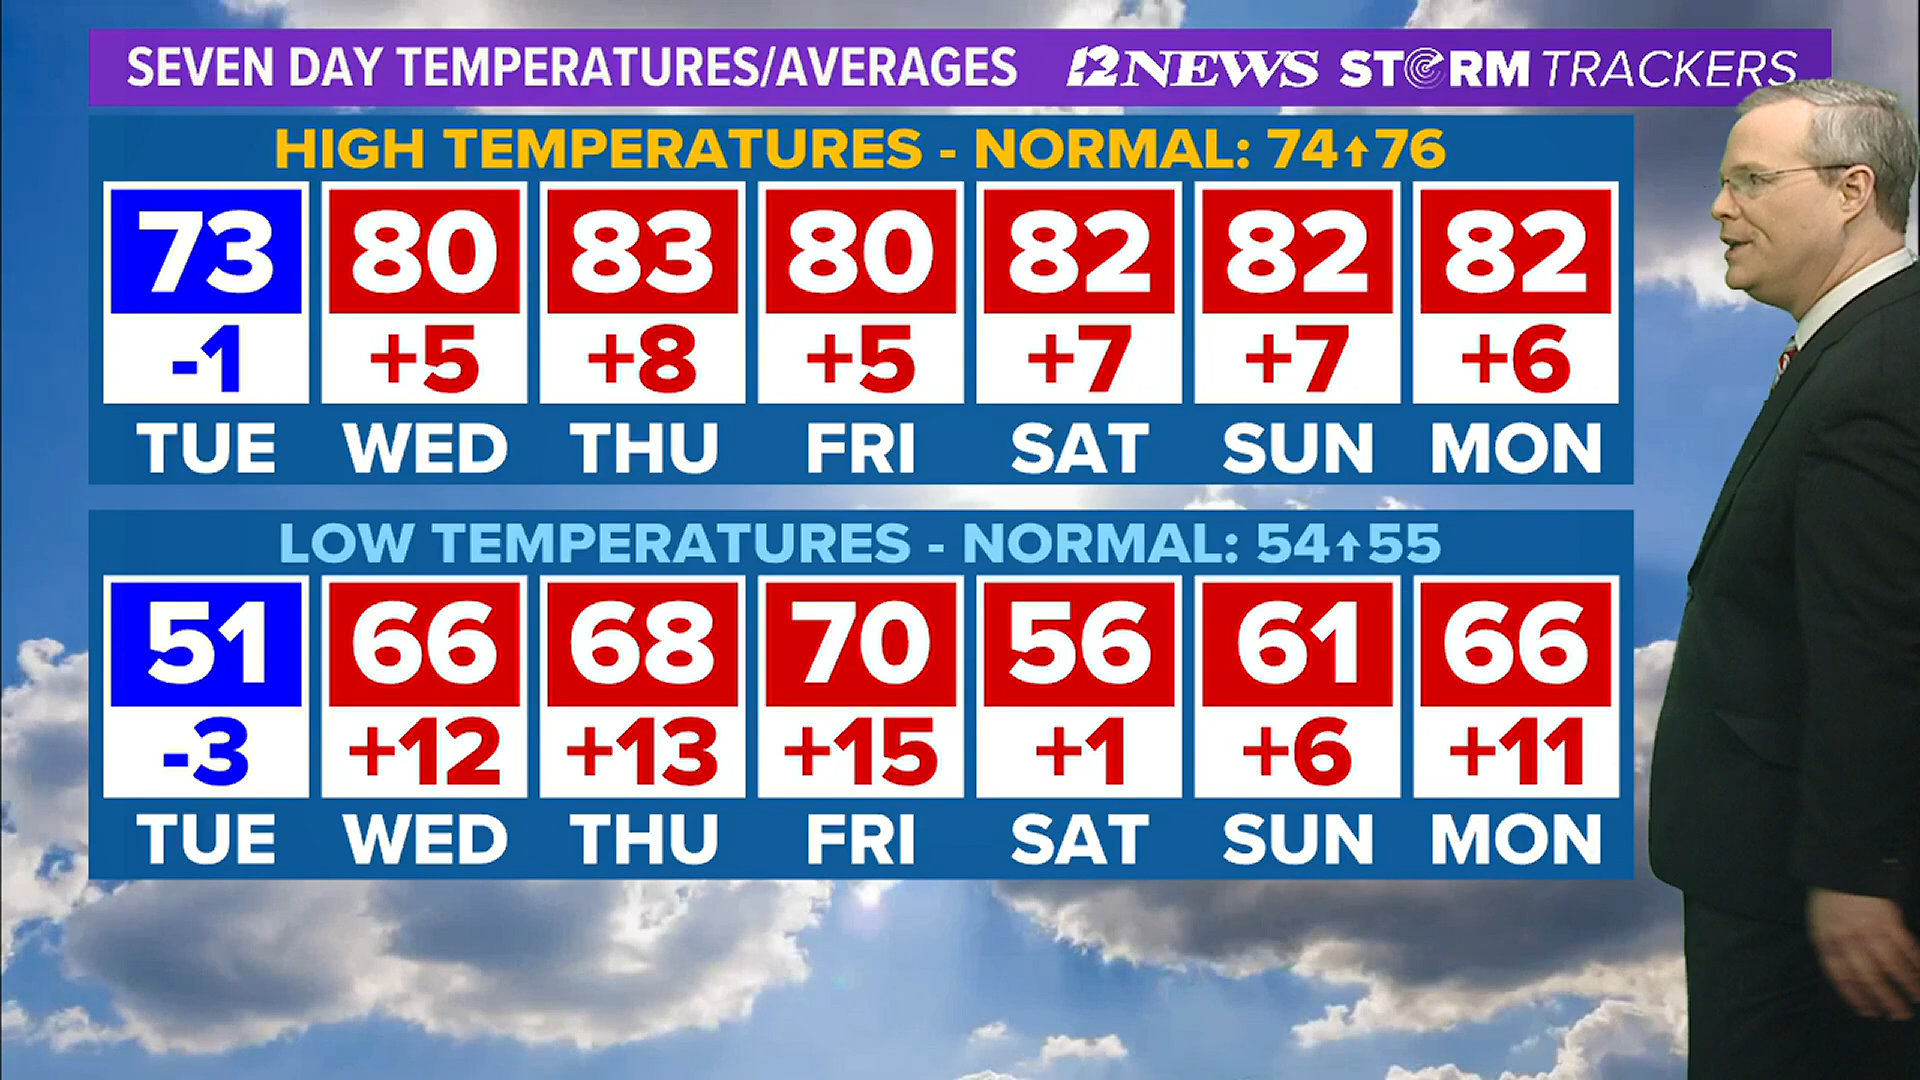 SEVEN DAY TEMPERATURES/AVERAGES 12NEWS STORM TRACKERS
HIGH TEMPERATURES - NORMAL: 74↑76
73 80 83 80 82 82 82
-1 +5 +8 +5 +7 +7 +6
TUE WED THU FRI SAT SUN MON
LOW TEMPERATURES - NORMAL: 54↑55
51 66 68 70 56 61 66
-3 +12 +13 +15 +1 +6 +11
TUE WED THU FRI SAT SUN MON